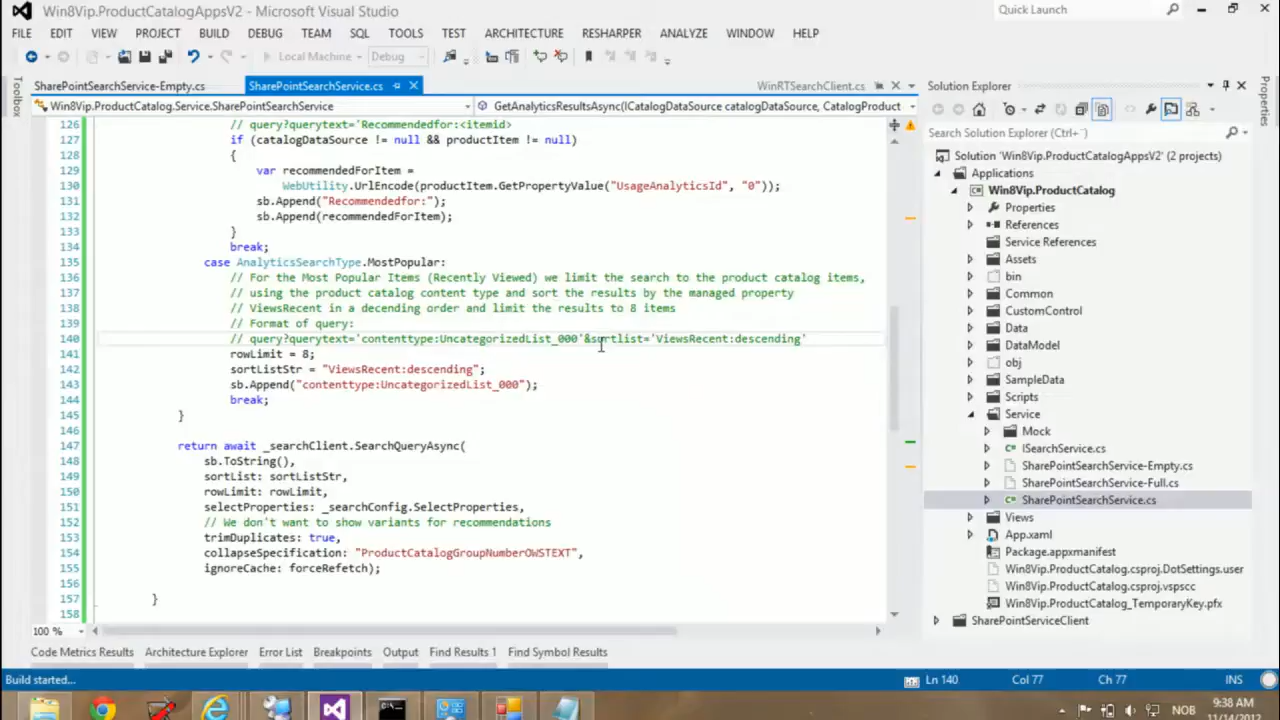 Win8Vip.ProductCatalogAppsV2 - Microsoft Visual Studio
Quick Launch
FILE EDIT VIEW PROJECT BUILD DEBUG TEAM SQL TOOLS TEST ARCHITECTURE RESHARPER ANALYZE WINDOW HELP
Local Machine Debug
SharePointSearchService-Empty.cs SharePointSearchService.cs WinRTSearchClient.cs
Win8Vip.ProductCatalog.Service.SharePointSearchService GetAnalyticsResultsAsync(ICatalogDataSource catalogDataSource, CatalogProduct
126 // query?querytext='Recommendedfor:<itemid>
127 if (catalogDataSource != null && productItem != null)
128 {
129 var recommendedForItem =
130 WebUtility.UrlEncode(productItem.GetPropertyValue("UsageAnalyticsId", "0"));
131 sb.Append("Recommendedfor:");
132 sb.Append(recommendedForItem);
133 }
134 break;
135 case AnalyticsSearchType.MostPopular:
136 // For the Most Popular Items (Recently Viewed) we limit the search to the product catalog items,
137 // using the product catalog content type and sort the results by the managed property
138 // ViewsRecent in a decending order and limit the results to 8 items
139 // Format of query:
140 // query?querytext='contenttype:UncategorizedList_000'&sortlist='ViewsRecent:descending'
141 rowLimit = 8;
142 sortListStr = "ViewsRecent:descending";
143 sb.Append("contenttype:UncategorizedList_000");
144 break;
145 }
146
147 return await _searchClient.SearchQueryAsync(
148 sb.ToString(),
149 sortList: sortListStr,
150 rowLimit: rowLimit,
151 selectProperties: _searchConfig.SelectProperties,
152 // We don't want to show variants for recommendations
153 trimDuplicates: true,
154 collapseSpecification: "ProductCatalogGroupNumberOWSTEXT",
155 ignoreCache: forceRefetch);
156
157 }
158
100 %
Toolbox
Solution Explorer
Search Solution Explorer (Ctrl+¨)
Solution 'Win8Vip.ProductCatalogAppsV2' (2 projects)
Applications
Win8Vip.ProductCatalog
Properties
References
Service References
Assets
bin
Common
CustomControl
Data
DataModel
obj
SampleData
Scripts
Service
Mock
ISearchService.cs
SharePointSearchService-Empty.cs
SharePointSearchService-Full.cs
SharePointSearchService.cs
Views
App.xaml
Package.appxmanifest
Win8Vip.ProductCatalog.csproj.DotSettings.user
Win8Vip.ProductCatalog.csproj.vspscc
Win8Vip.ProductCatalog_TemporaryKey.pfx
SharePointServiceClient
Properties
Code Metrics Results Architecture Explorer Error List Breakpoints Output Find Results 1 Find Symbol Results
Build started... Ln 140 Col 77 Ch 77 INS
NOB 9:38 AM
11/14/2012